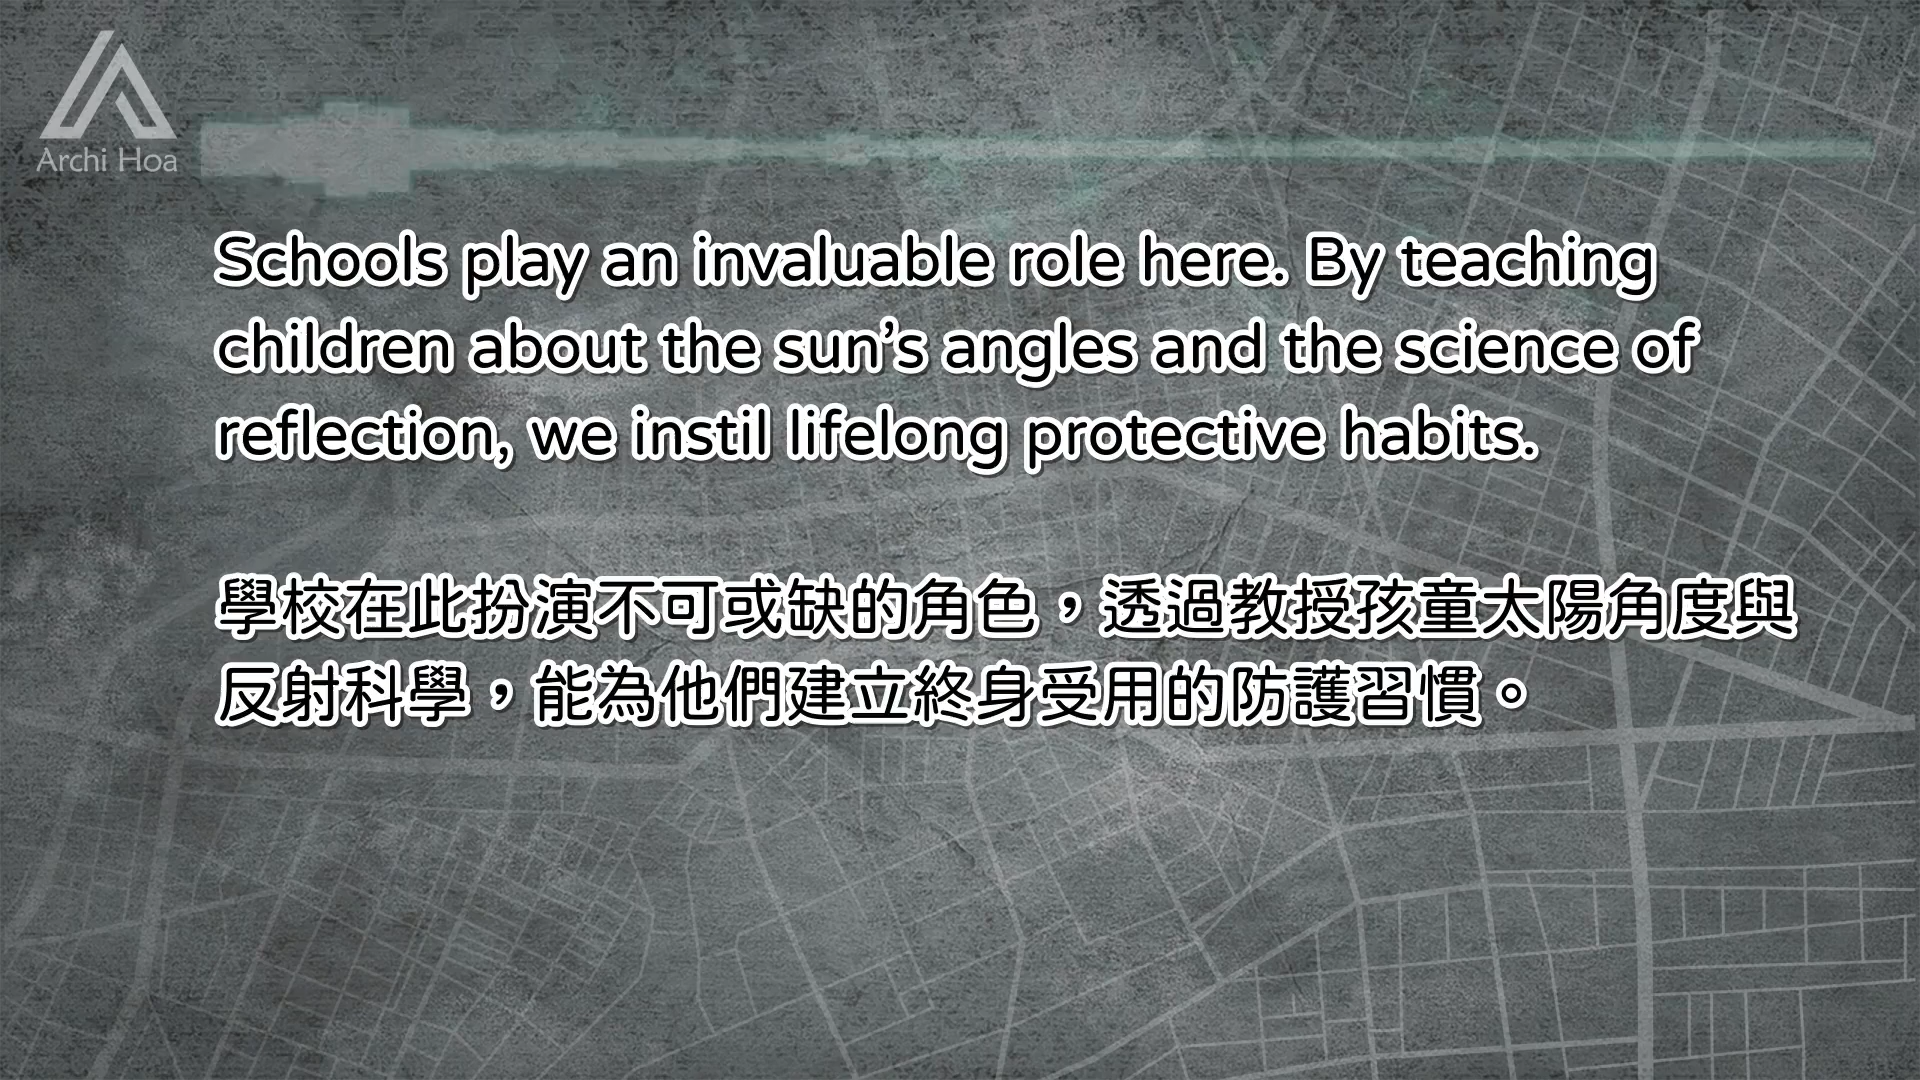 Archi Hoa
Schools play an invaluable role here. By teaching
children about the sun’s angles and the science of
reflection, we instil lifelong protective habits.
學校在此扮演不可或缺的角色，透過教授孩童太陽角度與
反射科學，能為他們建立終身受用的防護習慣。